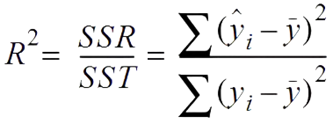 R² = SSR / SST = ∑(ŷᵢ − ȳ)² / ∑(yᵢ − ȳ)²